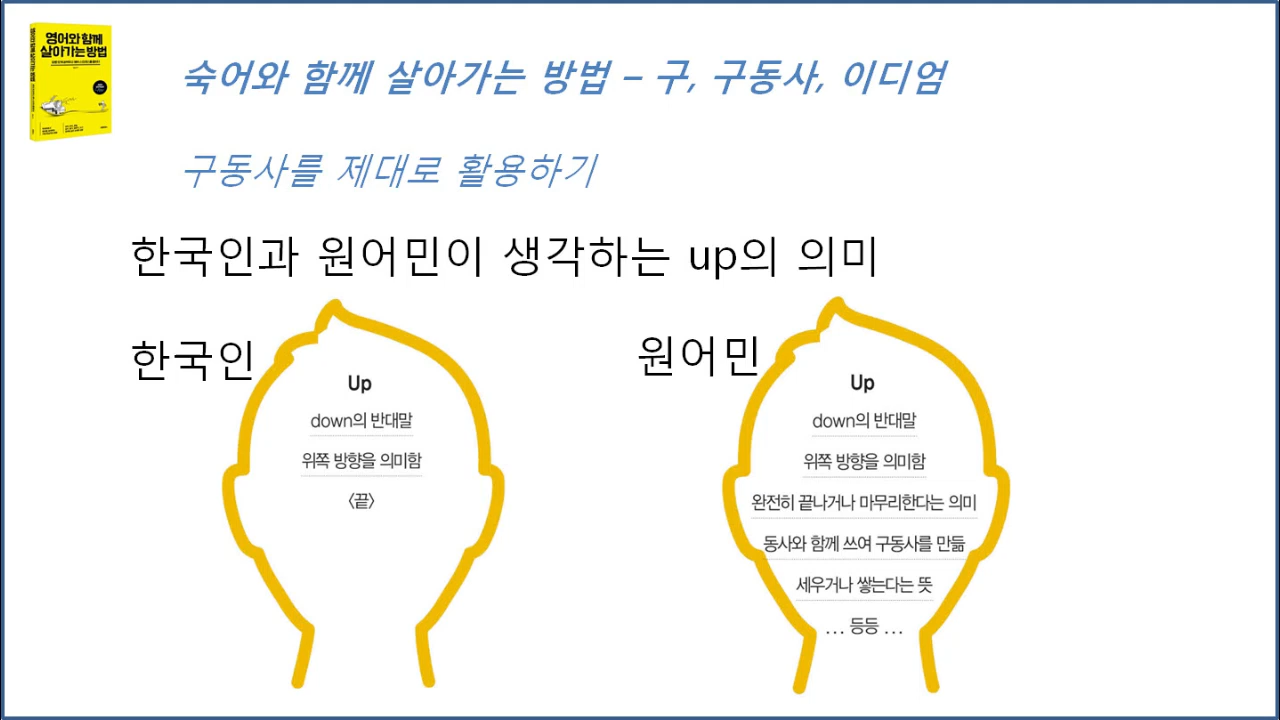 영어와 함께
살아가는 방법
숙어와 함께 살아가는 방법 – 구, 구동사, 이디엄
구동사를 제대로 활용하기
한국인과 원어민이 생각하는 up의 의미
한국인
Up
down의 반대말
위쪽 방향을 의미함
〈끝〉
원어민
Up
down의 반대말
위쪽 방향을 의미함
완전히 끝나거나 마무리한다는 의미
동사와 함께 쓰여 구동사를 만듦
세우거나 쌓는다는 뜻
... 등등 ...